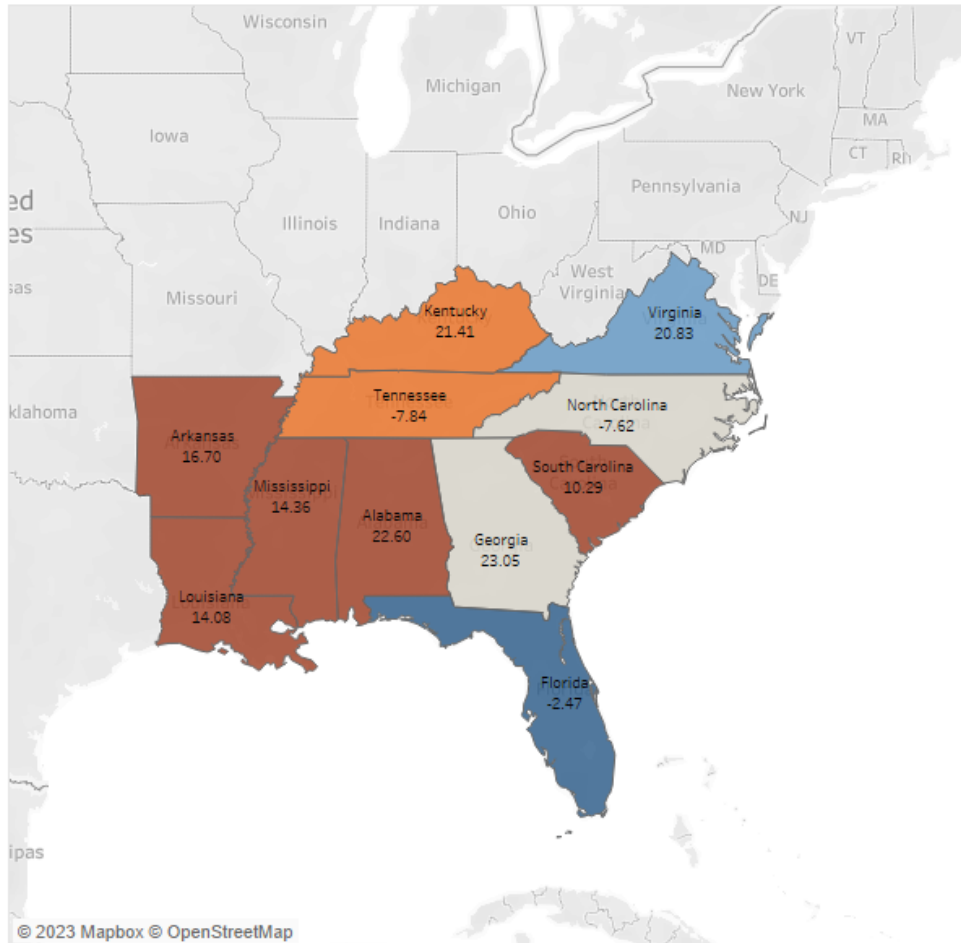 Wisconsin
VT
Michigan
New York
Iowa
MA
CT
RI
Pennsylvania
ed
es
Illinois
Indiana
Ohio
NJ
MD
West
Virginia
DE
sas
Missouri
Kentucky
21.41
Virginia
20.83
klahoma
Tennessee
-7.84
North Carolina
-7.62
Arkansas
16.70
South Carolina
10.29
Mississippi
14.36
Alabama
22.60
Georgia
23.05
Louisiana
14.08
Florida
-2.47
ipas
© 2023 Mapbox © OpenStreetMap